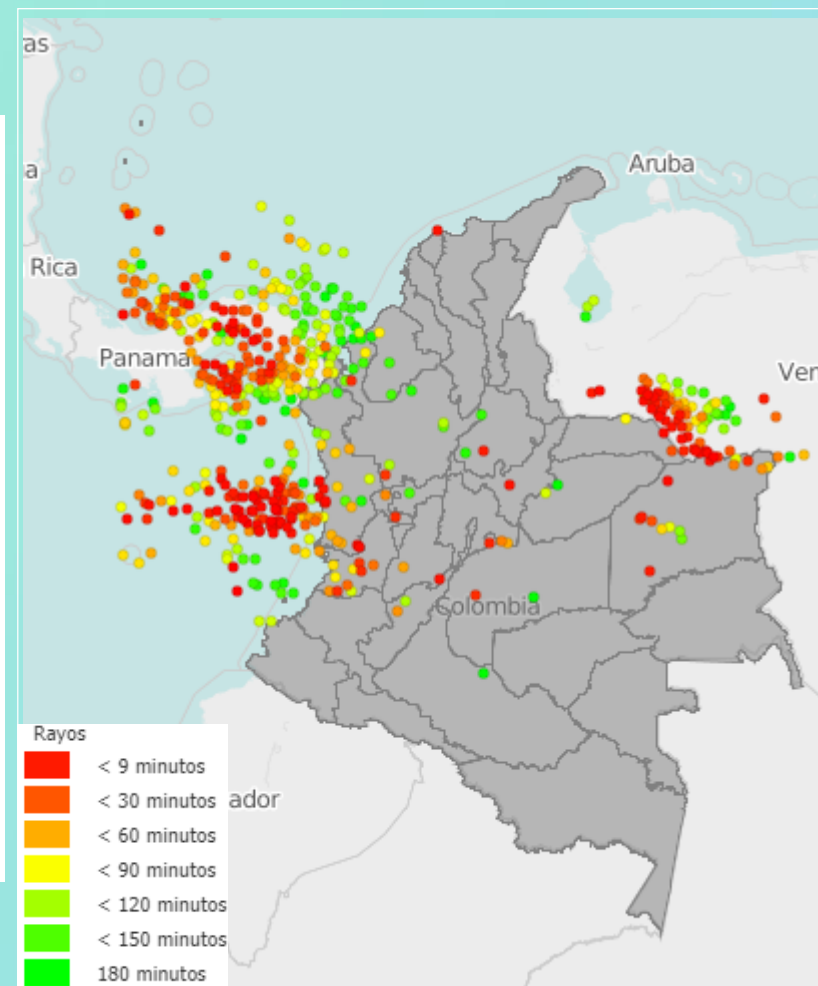 as
a
Aruba
Rica
Panama
Ver
Colombia
ador
Rayos
< 9 minutos
< 30 minutos
< 60 minutos
< 90 minutos
< 120 minutos
< 150 minutos
180 minutos